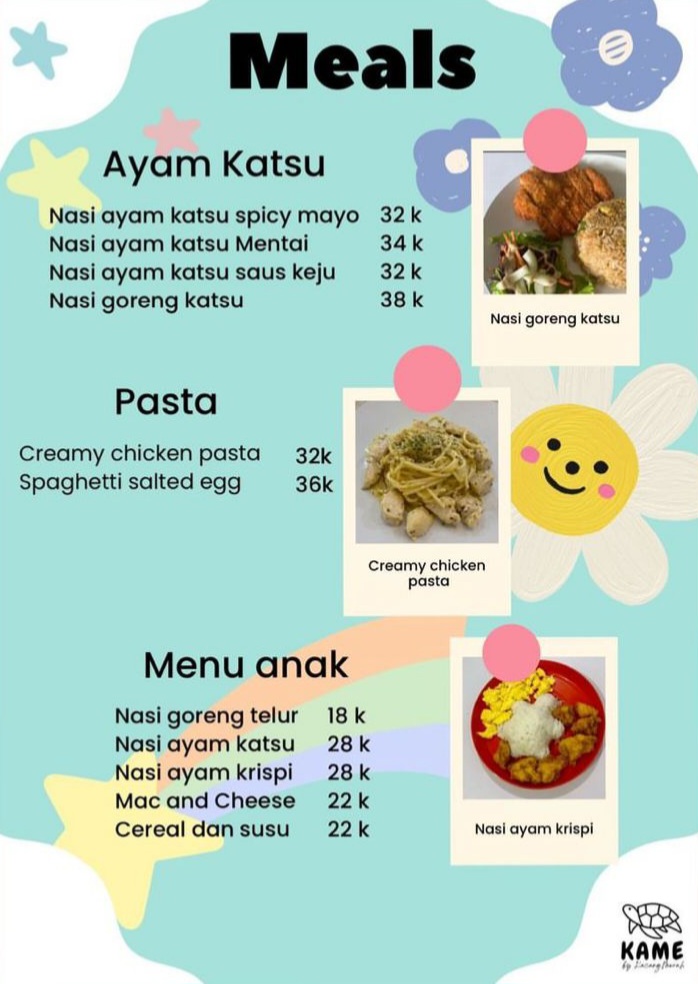 Meals
Ayam Katsu
Nasi ayam katsu spicy mayo 32 k
Nasi ayam katsu Mentai 34 k
Nasi ayam katsu saus keju 32 k
Nasi goreng katsu 38 k
Nasi goreng katsu
Pasta
Creamy chicken pasta 32k
Spaghetti salted egg 36k
Creamy chicken
pasta
Menu anak
Nasi goreng telur 18 k
Nasi ayam katsu 28 k
Nasi ayam krispi 28 k
Mac and Cheese 22 k
Cereal dan susu 22 k
Nasi ayam krispi
KAME
by